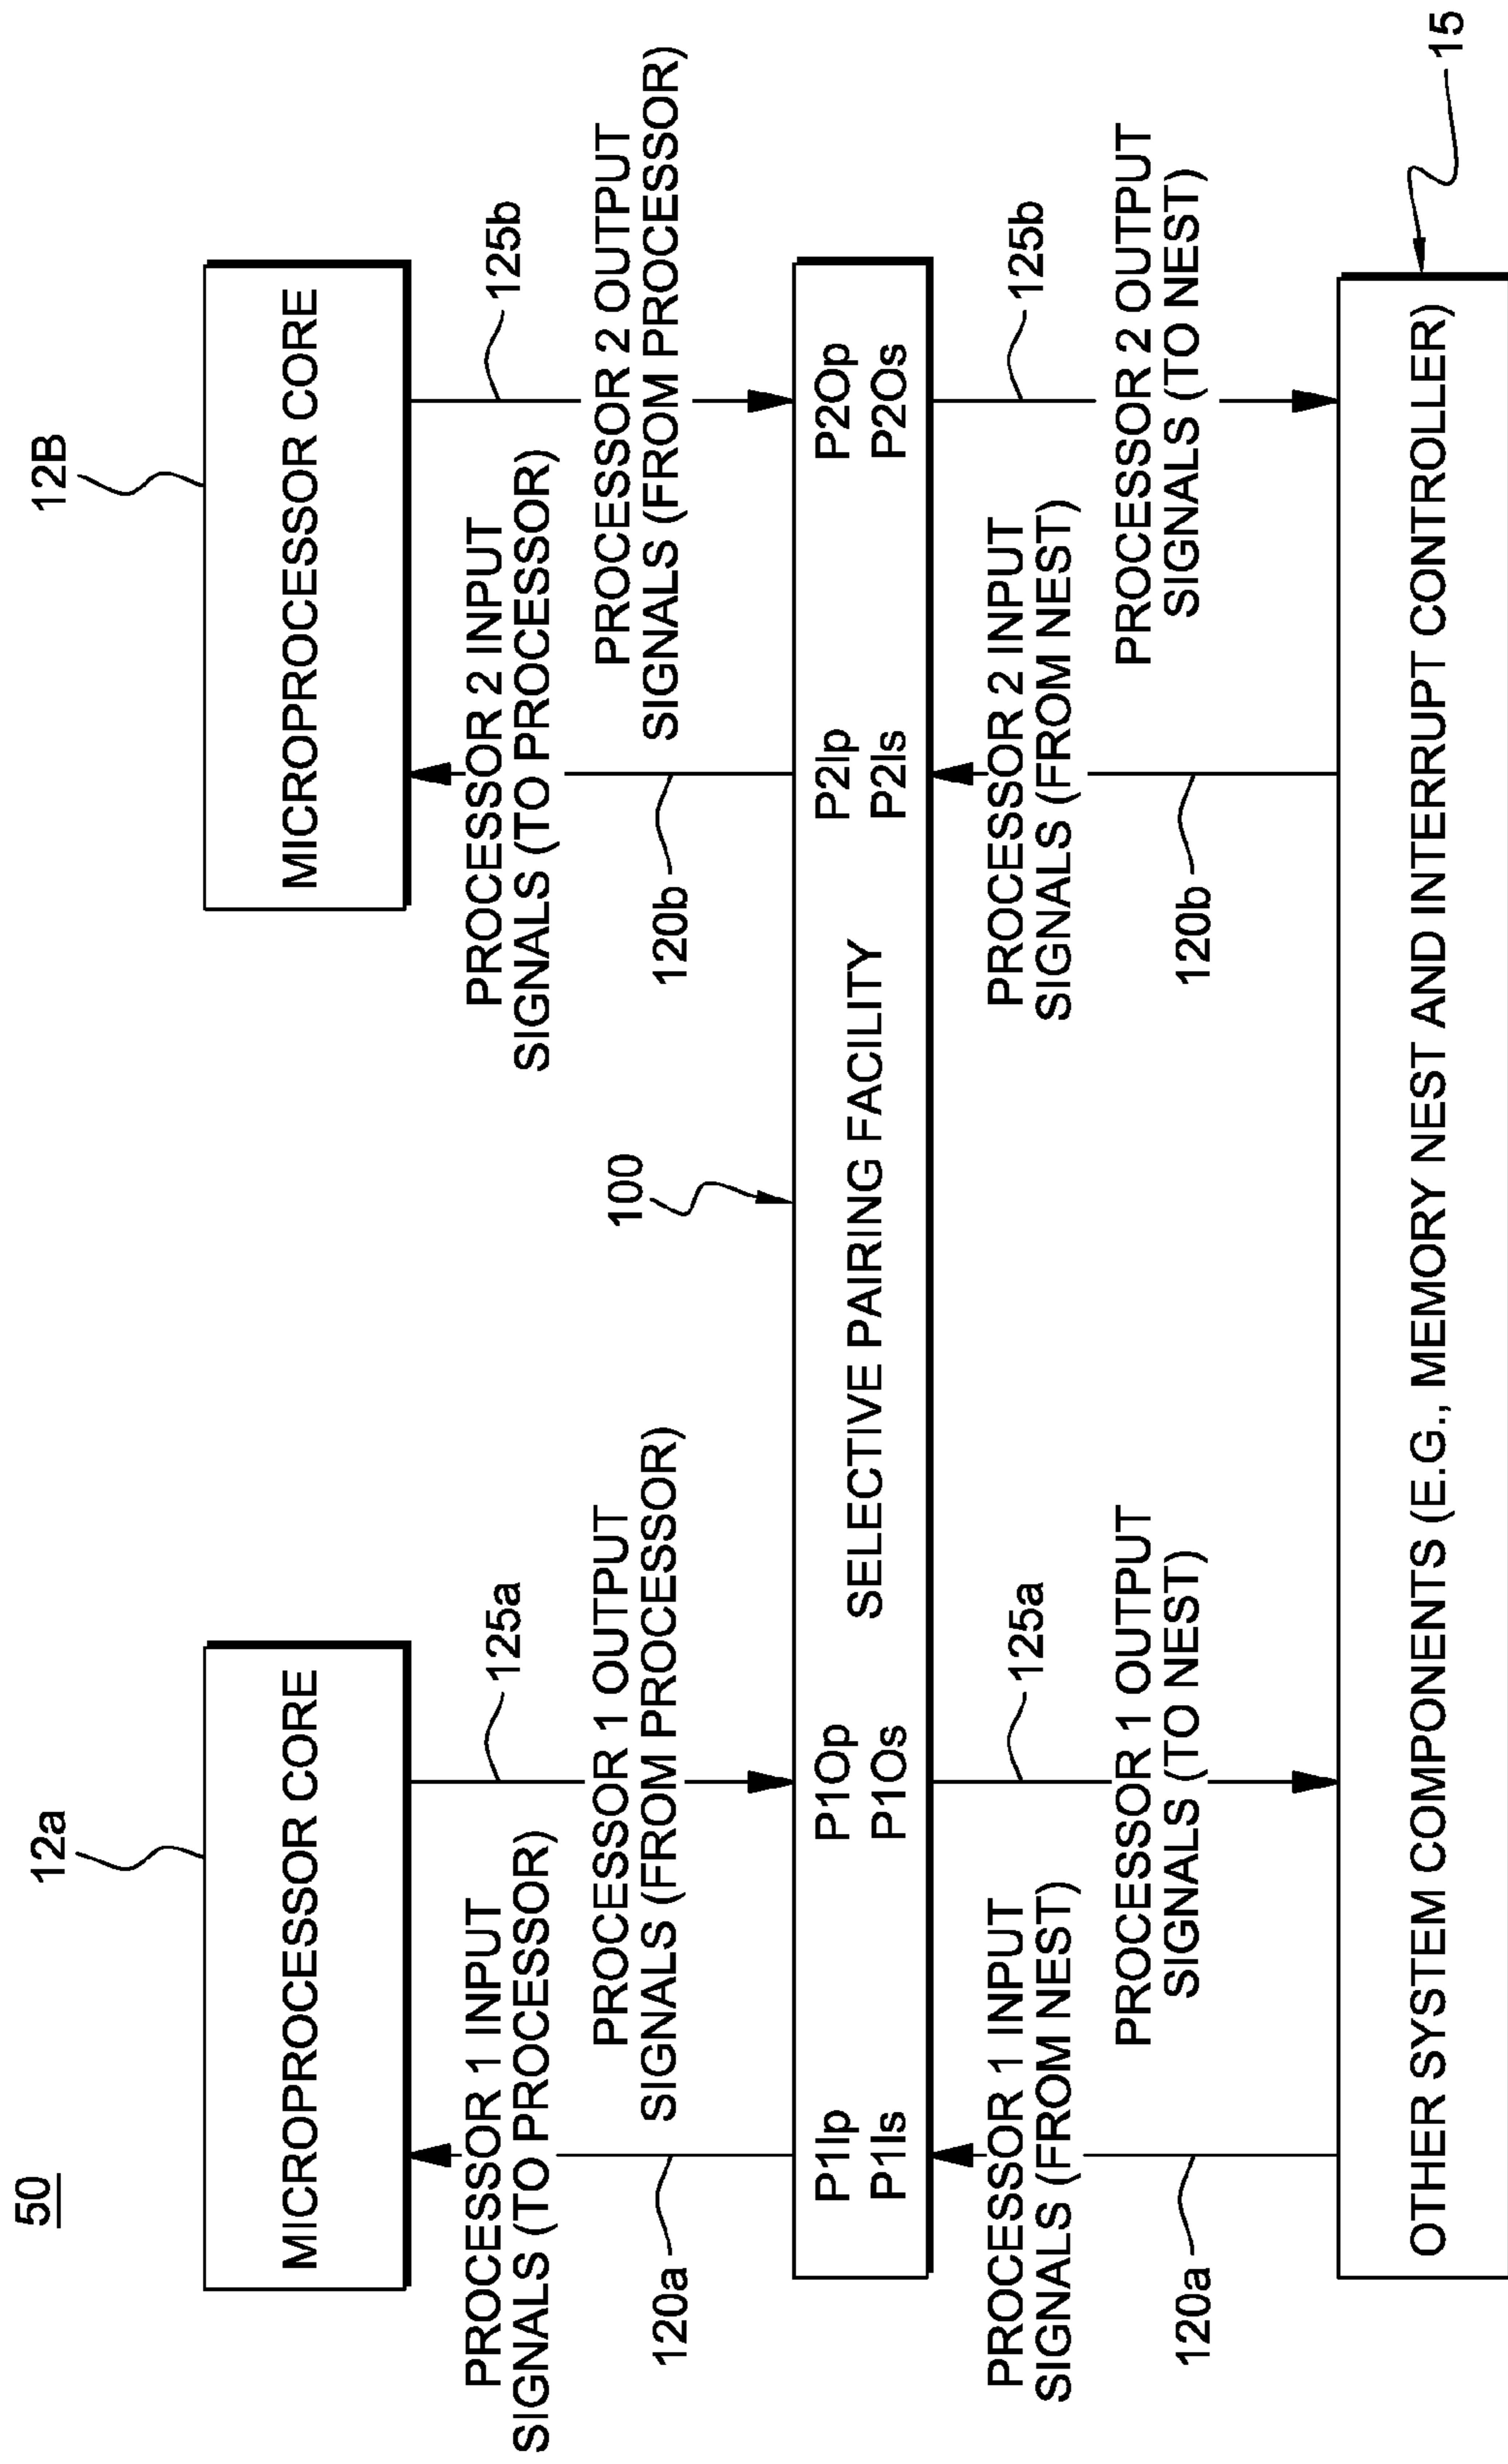 50
12a
12B
MICROPROCESSOR CORE
MICROPROCESSOR CORE
125a
125b
PROCESSOR 1 INPUT
SIGNALS (TO PROCESSOR)
PROCESSOR 2 INPUT
SIGNALS (TO PROCESSOR)
PROCESSOR 1 OUTPUT
SIGNALS (FROM PROCESSOR)
PROCESSOR 2 OUTPUT
SIGNALS (FROM PROCESSOR)
120a
100
120b
P1Ip
P1Is
P1Op
P1Os
SELECTIVE PAIRING FACILITY
P2Ip
P2Is
P2Op
P2Os
125a
125b
PROCESSOR 1 INPUT
SIGNALS (FROM NEST)
PROCESSOR 2 INPUT
SIGNALS (FROM NEST)
PROCESSOR 1 OUTPUT
SIGNALS (TO NEST)
PROCESSOR 2 OUTPUT
SIGNALS (TO NEST)
120a
120b
OTHER SYSTEM COMPONENTS (E.G., MEMORY NEST AND INTERRUPT CONTROLLER)
15